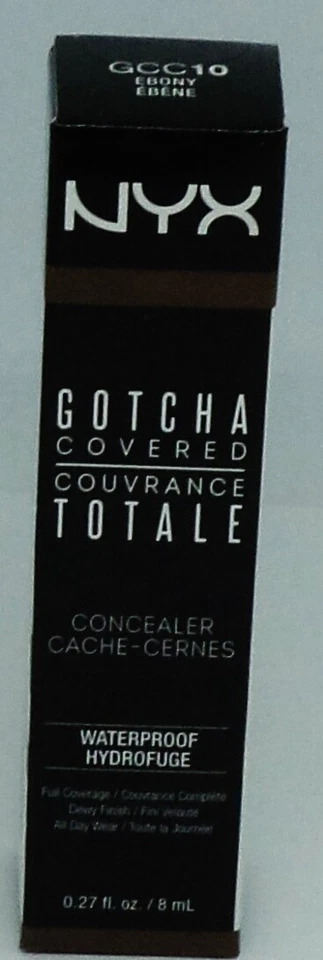 GCC10
EBONY
ÉBÈNE
NYX
GOTCHA
COVERED
COUVRANCE
TOTALE
CONCEALER
CACHE-CERNES
WATERPROOF
HYDROFUGE
Full Coverage / Couvrance Complète
Dewy Finish / Fini velouté
All Day Wear / Toute la Journée
0.27 fl. oz. / 8 mL